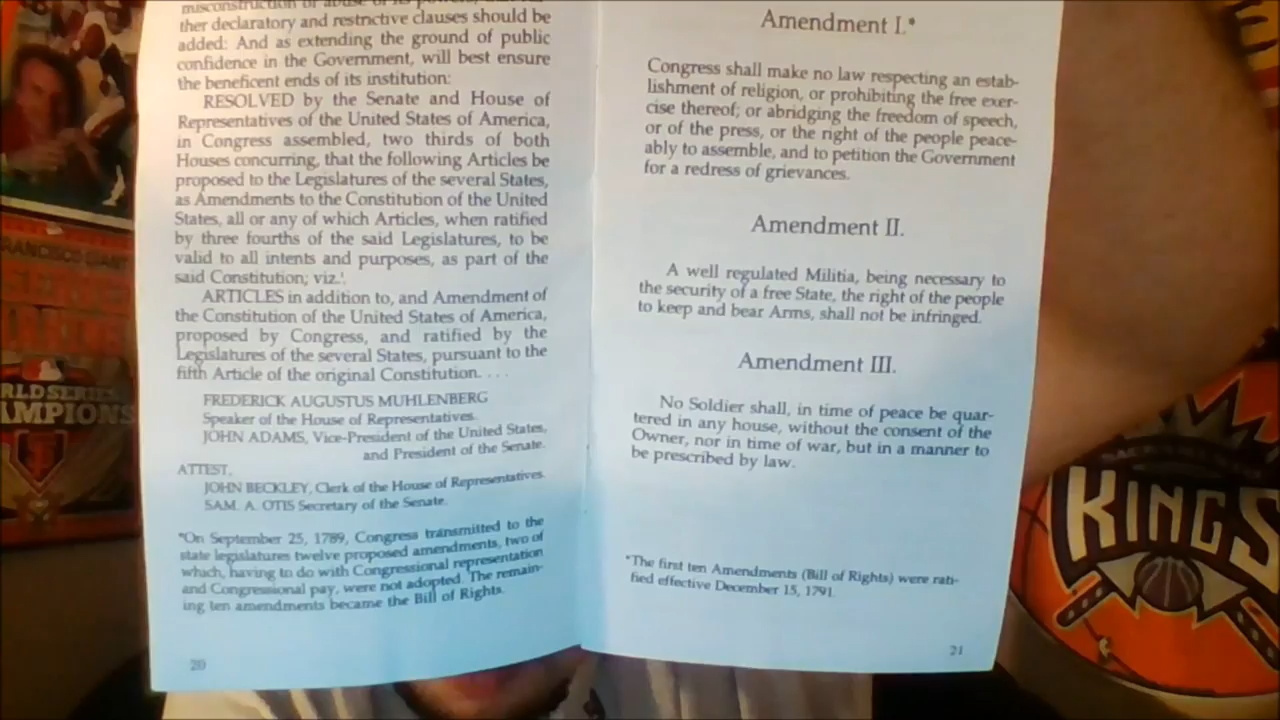 misconstruction or abuse of its powers, that fur-
ther declaratory and restrictive clauses should be
added: And as extending the ground of public
confidence in the Government, will best ensure
the beneficent ends of its institution:
RESOLVED by the Senate and House of
Representatives of the United States of America,
in Congress assembled, two thirds of both
Houses concurring, that the following Articles be
proposed to the Legislatures of the several States,
as Amendments to the Constitution of the United
States, all or any of which Articles, when ratified
by three fourths of the said Legislatures, to be
valid to all intents and purposes, as part of the
said Constitution; viz.'.
ARTICLES in addition to, and Amendment of
the Constitution of the United States of America,
proposed by Congress, and ratified by the
Legislatures of the several States, pursuant to the
fifth Article of the original Constitution. . . .
FREDERICK AUGUSTUS MUHLENBERG
Speaker of the House of Representatives.
JOHN ADAMS, Vice-President of the United States,
and President of the Senate.
ATTEST,
JOHN BECKLEY, Clerk of the House of Representatives.
SAM. A. OTIS Secretary of the Senate.
*On September 25, 1789, Congress transmitted to the
state legislatures twelve proposed amendments, two of
which, having to do with Congressional representation
and Congressional pay, were not adopted. The remain-
ing ten amendments became the Bill of Rights.
20
Amendment I.*
Congress shall make no law respecting an estab-
lishment of religion, or prohibiting the free exer-
cise thereof; or abridging the freedom of speech,
or of the press, or the right of the people peace-
ably to assemble, and to petition the Government
for a redress of grievances.
Amendment II.
A well regulated Militia, being necessary to
the security of a free State, the right of the people
to keep and bear Arms, shall not be infringed.
Amendment III.
No Soldier shall, in time of peace be quar-
tered in any house, without the consent of the
Owner, nor in time of war, but in a manner to
be prescribed by law.
*The first ten Amendments (Bill of Rights) were rati-
fied effective December 15, 1791.
21
RANCISCO GIANT
RLD SERIES
AMPIONS
KINGS